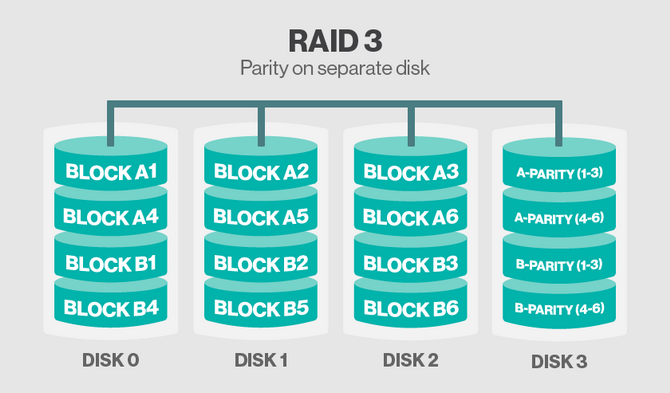 RAID 3
Parity on separate disk
BLOCK A1 BLOCK A2 BLOCK A3 A-PARITY (1-3)
BLOCK A4 BLOCK A5 BLOCK A6 A-PARITY (4-6)
BLOCK B1 BLOCK B2 BLOCK B3 B-PARITY (1-3)
BLOCK B4 BLOCK B5 BLOCK B6 B-PARITY (4-6)
DISK 0 DISK 1 DISK 2 DISK 3